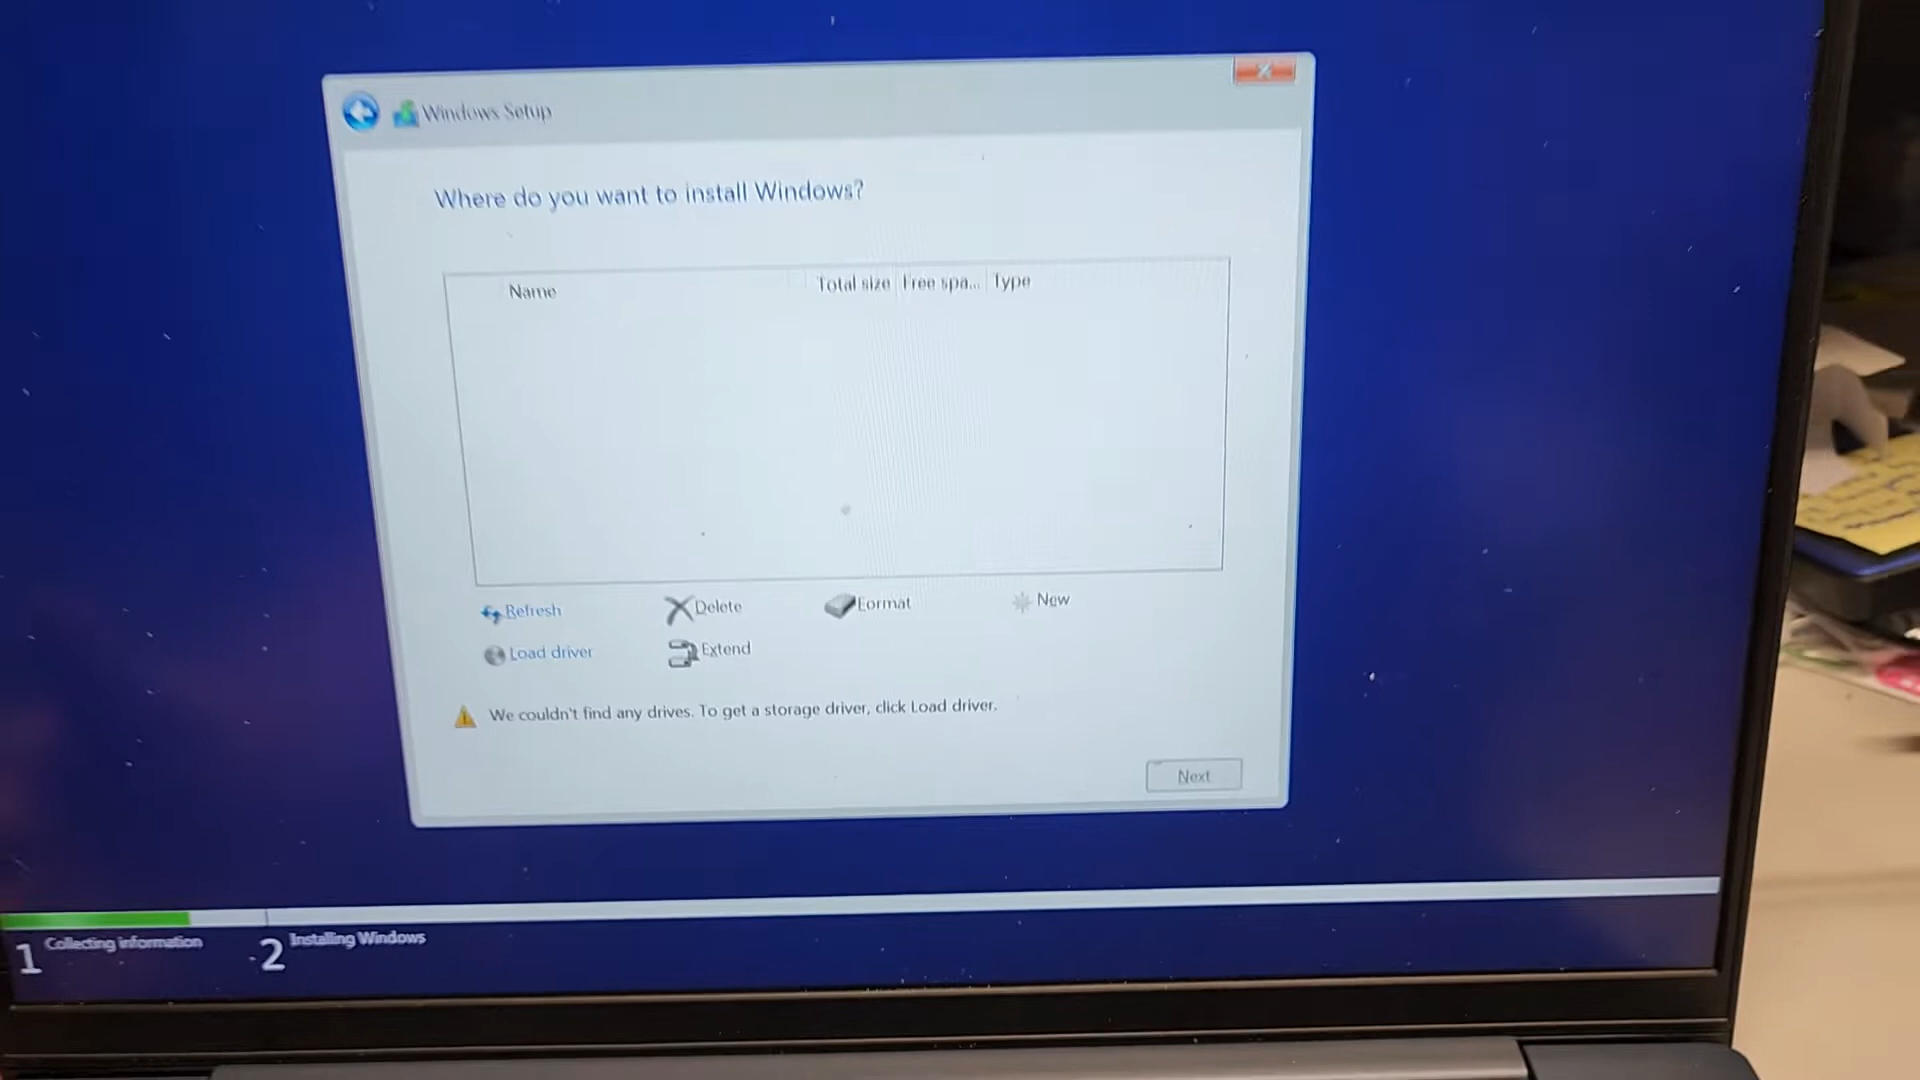 Windows Setup
Where do you want to install Windows?
Name Total size Free spa... Type
Refresh Delete Format New
Load driver Extend
We couldn't find any drives. To get a storage driver, click Load driver.
Next
1 Collecting information 2 Installing Windows